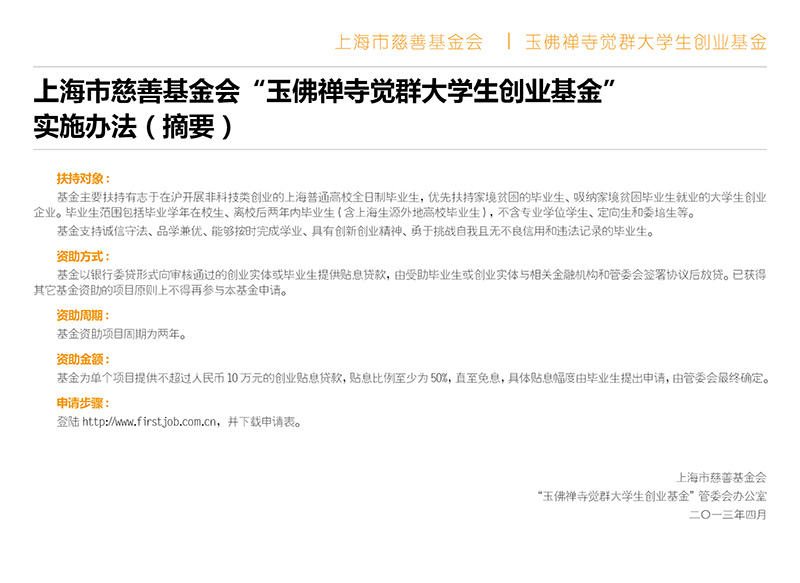 上海市慈善基金会 | 玉佛禅寺觉群大学生创业基金
上海市慈善基金会“玉佛禅寺觉群大学生创业基金”
实施办法（摘要）
扶持对象：
基金主要扶持有志于在沪开展非科技类创业的上海普通高校全日制毕业生，优先扶持家境贫困的毕业生、吸纳家境贫困毕业生就业的大学生创业
企业。毕业生范围包括毕业学年在校生、离校后两年内毕业生（含上海生源外地高校毕业生），不含专业学位学生、定向生和委培生等。
基金支持诚信守法、品学兼优、能够按时完成学业、具有创新创业精神、勇于挑战自我且无不良信用和违法记录的毕业生。
资助方式：
基金以银行委贷形式向审核通过的创业实体或毕业生提供贴息贷款，由受助毕业生或创业实体与相关金融机构和管委会签署协议后放贷。已获得
其它基金资助的项目原则上不得再参与本基金申请。
资助周期：
基金资助项目周期为两年。
资助金额：
基金为单个项目提供不超过人民币10万元的创业贴息贷款，贴息比例至少为50%，直至免息，具体贴息幅度由毕业生提出申请，由管委会最终确定。
申请步骤：
登陆http://www.firstjob.com.cn，并下载申请表。
上海市慈善基金会
“玉佛禅寺觉群大学生创业基金”管委会办公室
二〇一三年四月